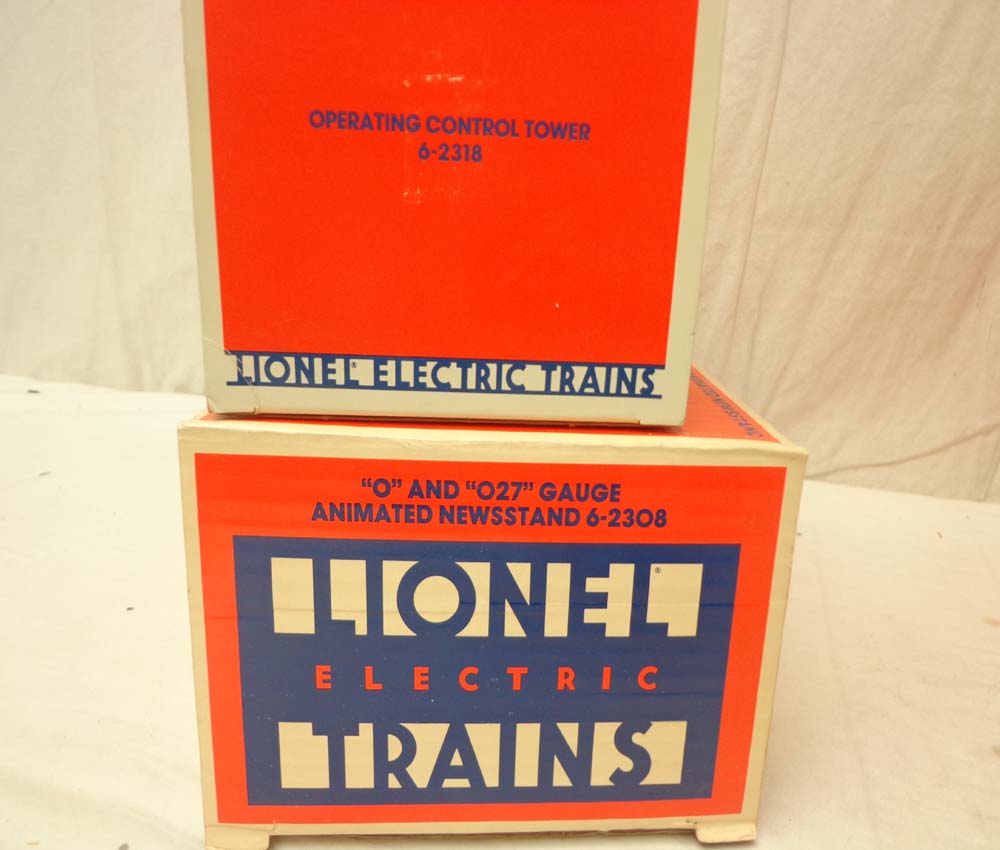 OPERATING CONTROL TOWER
6-2318
LIONEL® ELECTRIC TRAINS
"O" AND "O27" GAUGE
ANIMATED NEWSSTAND 6-2308
LIONEL®
ELECTRIC
TRAINS